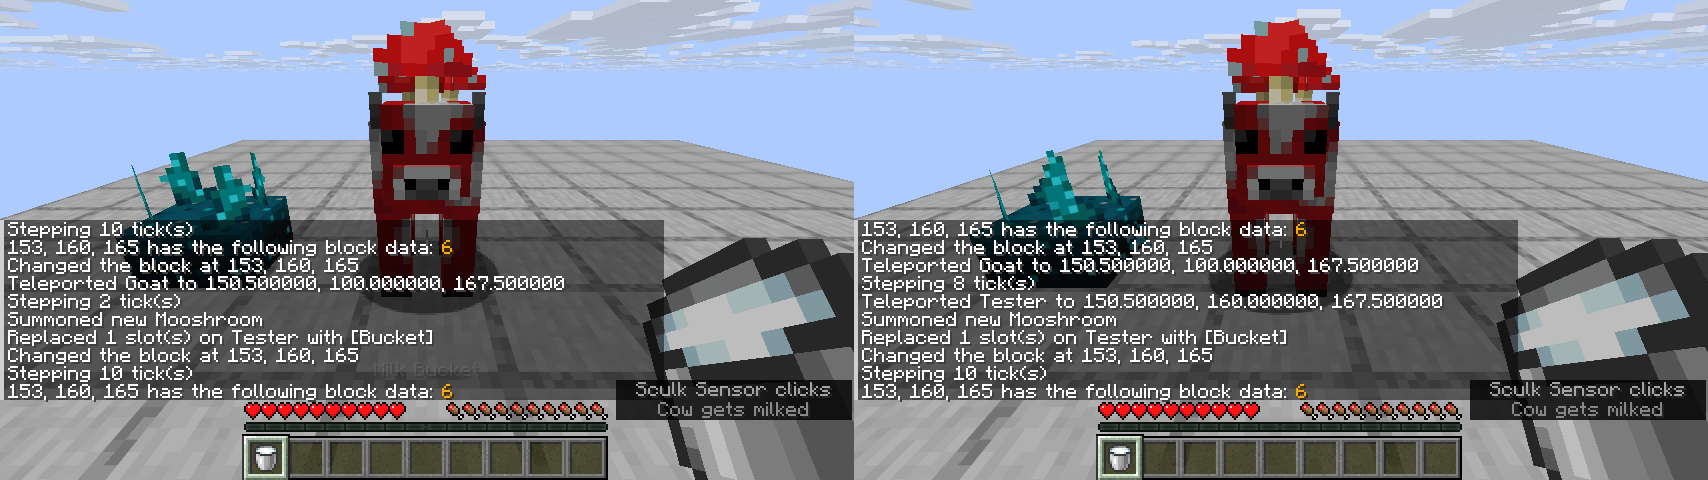 Stepping 10 tick(s)
153, 160, 165 has the following block data: 6
Changed the block at 153, 160, 165
Teleported Goat to 150.500000, 100.000000, 167.500000
Stepping 2 tick(s)
Summoned new Mooshroom
Replaced 1 slot(s) on Tester with [Bucket]
Changed the block at 153, 160, 165
Stepping 10 tick(s)
153, 160, 165 has the following block data: 6
Milk Bucket
Sculk Sensor clicks
Cow gets milked
153, 160, 165 has the following block data: 6
Changed the block at 153, 160, 165
Teleported Goat to 150.500000, 100.000000, 167.500000
Stepping 8 tick(s)
Teleported Tester to 150.500000, 160.000000, 167.500000
Summoned new Mooshroom
Replaced 1 slot(s) on Tester with [Bucket]
Changed the block at 153, 160, 165
Stepping 10 tick(s)
153, 160, 165 has the following block data: 6
Sculk Sensor clicks
Cow gets milked